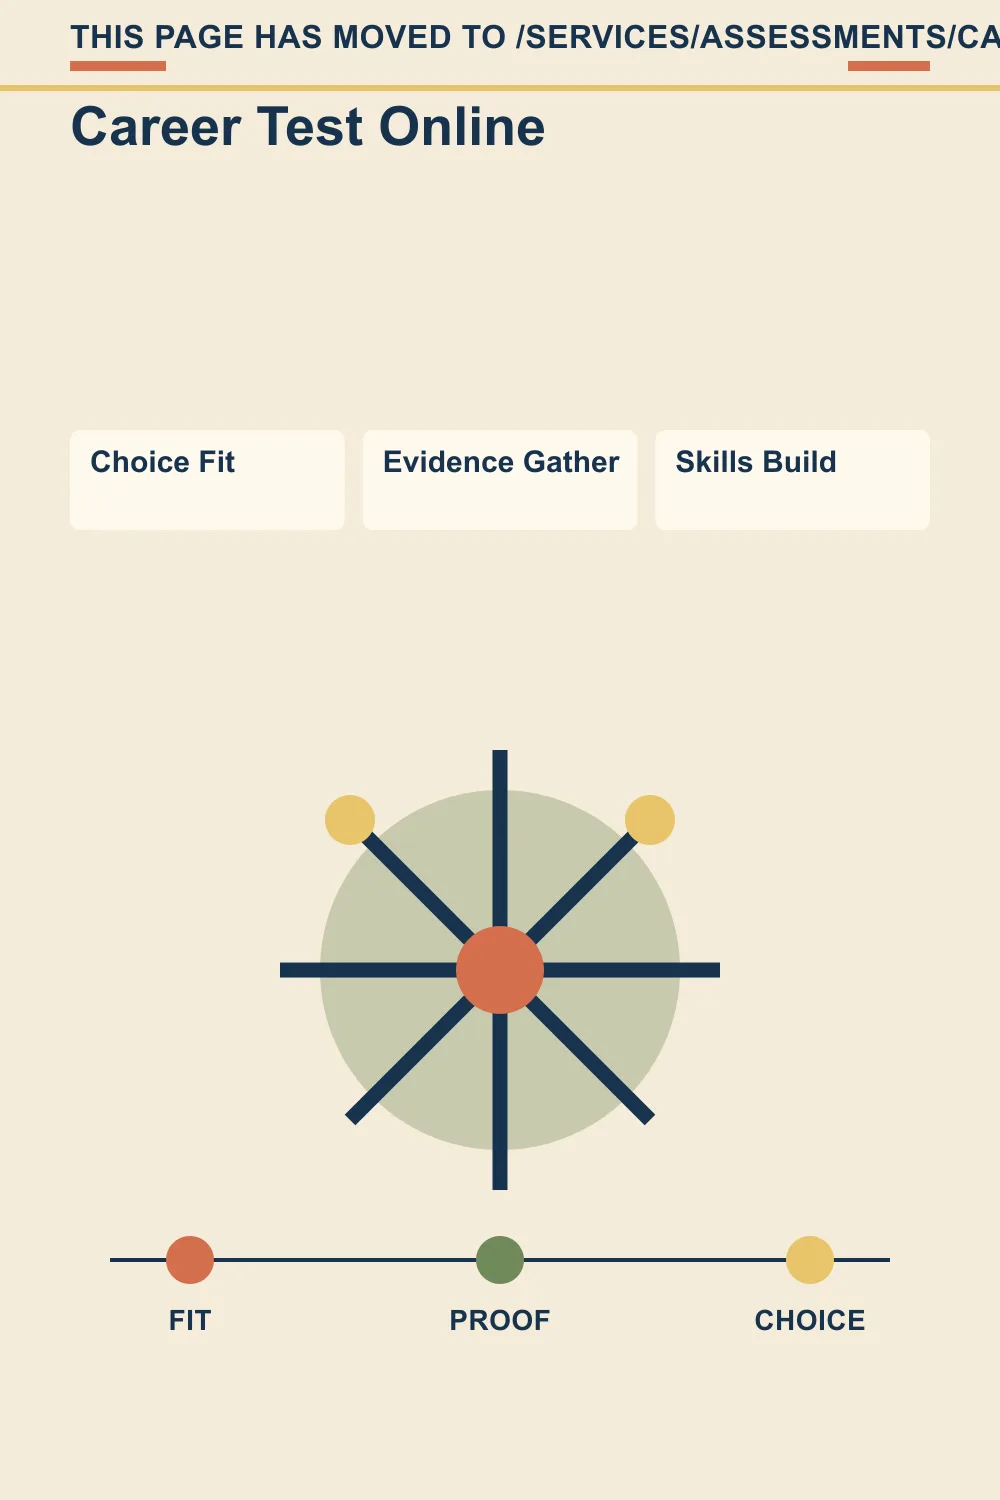 THIS PAGE HAS MOVED TO /SERVICES/ASSESSMENTS/CA
Career Test Online
Choice Fit
Evidence Gather
Skills Build
FIT
PROOF
CHOICE